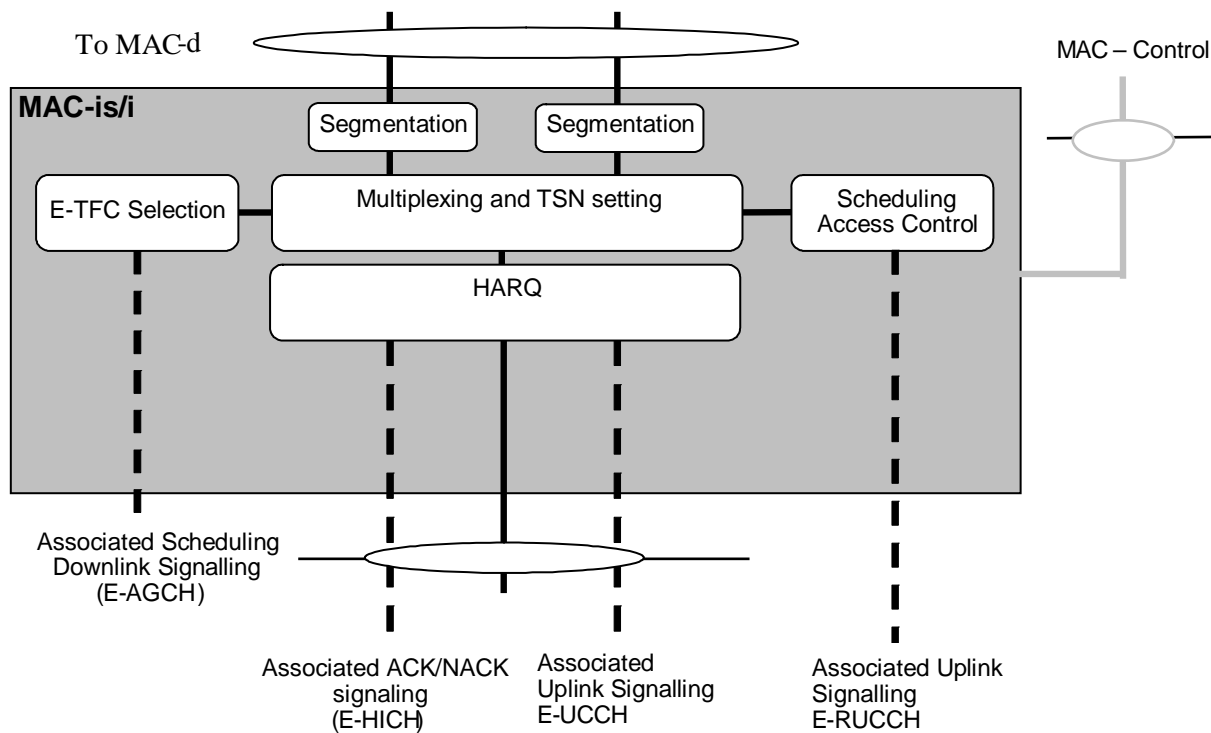 To MAC-d
MAC – Control
MAC-is/i
Segmentation
Segmentation
E-TFC Selection
Multiplexing and TSN setting
Scheduling
Access Control
HARQ
Associated Scheduling
Downlink Signalling
(E-AGCH)
Associated ACK/NACK
signaling
(E-HICH)
Associated
Uplink Signalling
E-UCCH
Associated Uplink
Signalling
E-RUCCH